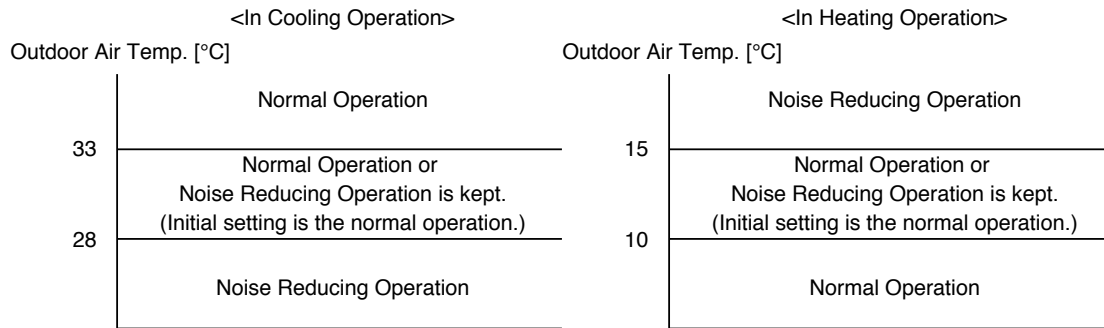 <In Cooling Operation>
Outdoor Air Temp. [°C]
Normal Operation
33
Normal Operation or
Noise Reducing Operation is kept.
(Initial setting is the normal operation.)
28
Noise Reducing Operation
<In Heating Operation>
Outdoor Air Temp. [°C]
Noise Reducing Operation
15
Normal Operation or
Noise Reducing Operation is kept.
(Initial setting is the normal operation.)
10
Normal Operation